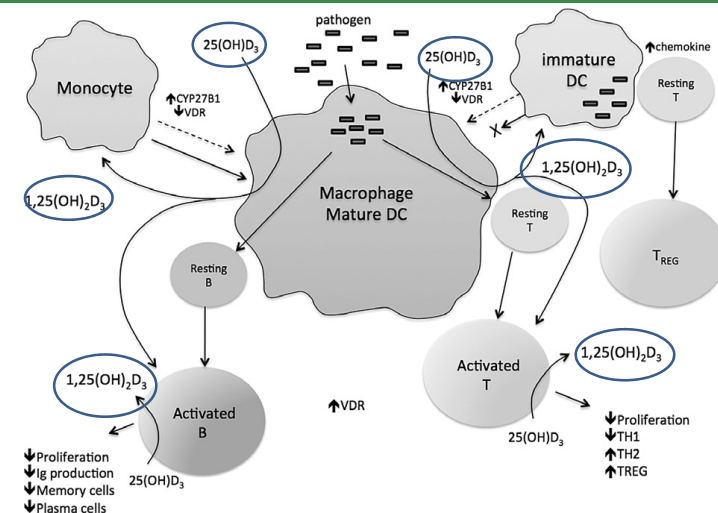 pathogen
25(OH)D₃
25(OH)D₃
immature
DC
↑chemokine
Resting
T
Monocyte
↑CYP27B1
↓VDR
↑CYP27B1
↓VDR
X
1,25(OH)₂D₃
1,25(OH)₂D₃
Macrophage
Mature DC
Resting
T
T_REG
Resting
B
1,25(OH)₂D₃
Activated
B
↑VDR
Activated
T
1,25(OH)₂D₃
25(OH)D₃
↓Proliferation
↓TH1
↑TH2
↑TREG
↓Proliferation
↓Ig production
↓Memory cells
↓Plasma cells
25(OH)D₃